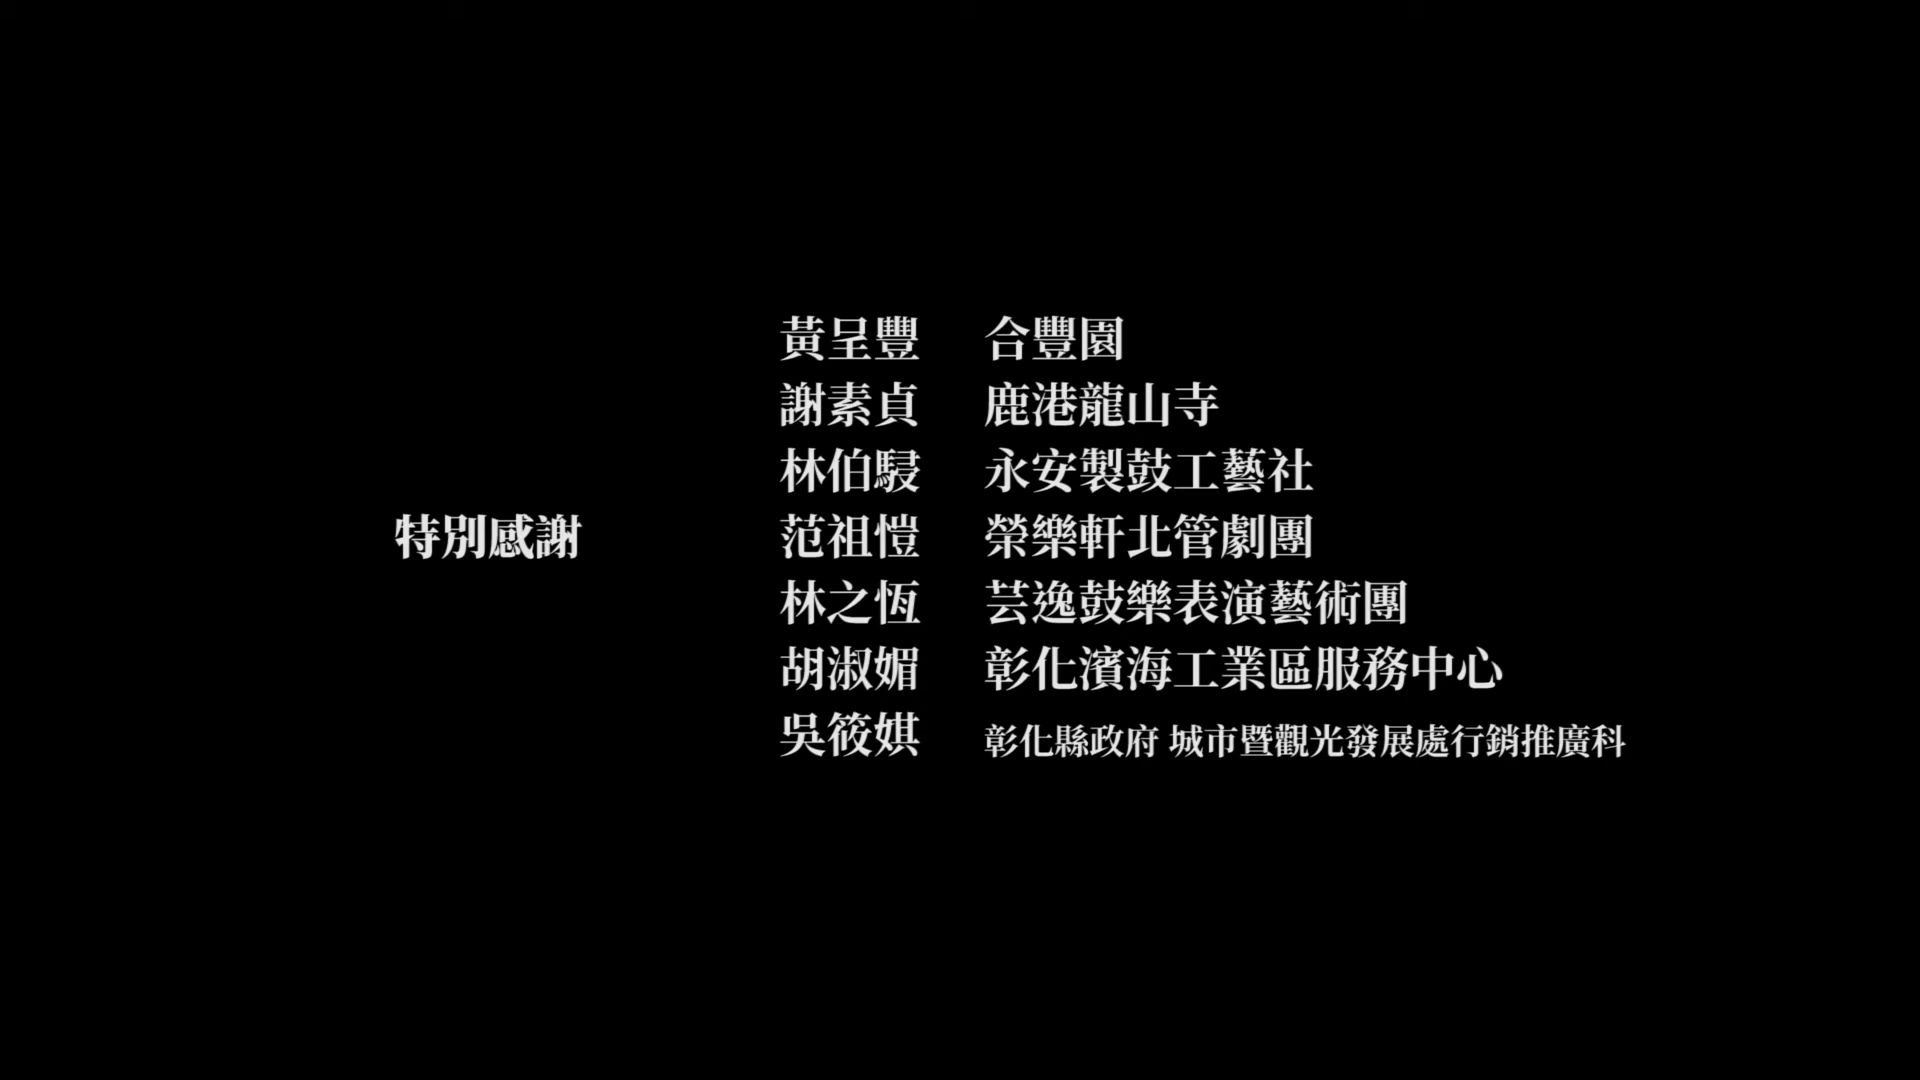 特別感謝
黃呈豐 合豐園
謝素貞 鹿港龍山寺
林伯駸 永安製鼓工藝社
范祖愷 榮樂軒北管劇團
林之恆 芸逸鼓樂表演藝術團
胡淑媚 彰化濱海工業區服務中心
吳筱娸 彰化縣政府 城市暨觀光發展處行銷推廣科